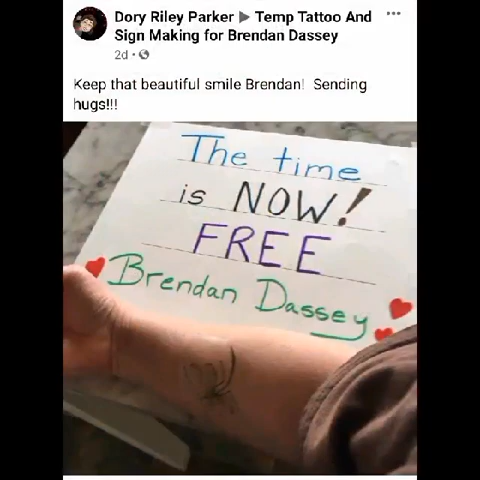 Dory Riley Parker ▶ Temp Tattoo And
Sign Making for Brendan Dassey
2d ·
Keep that beautiful smile Brendan! Sending
hugs!!!
The time
is NOW!
FREE
Brendan Dassey